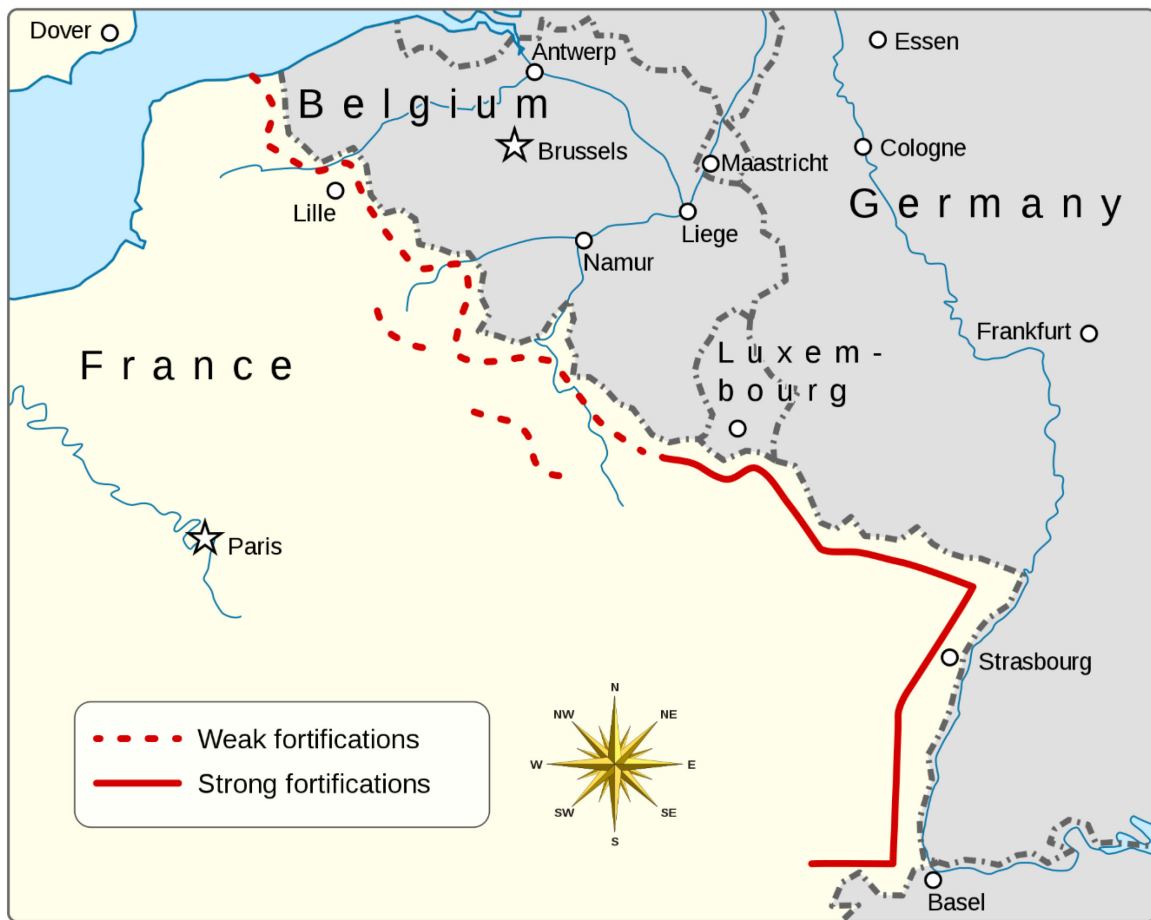 Dover
Essen
Antwerp
Belgium
Brussels
Cologne
Maastricht
Lille
Germany
Liege
Namur
Frankfurt
France
Luxem-
bourg
Paris
Strasbourg
Weak fortifications
Strong fortifications
N
NW
NE
W
E
SW
SE
S
Basel